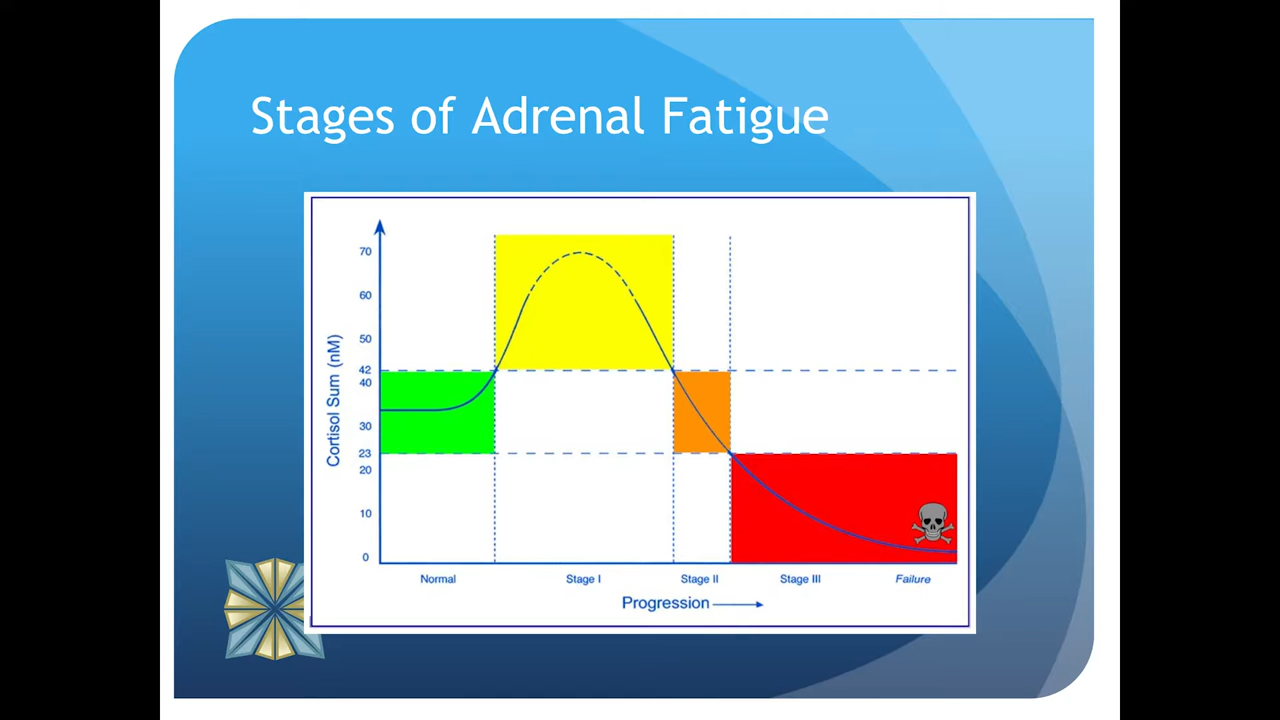 Stages of Adrenal Fatigue
70
60
50
42
40
30
23
20
10
0
Cortisol Sum (nM)
Normal
Stage I
Stage II
Stage III
Failure
Progression